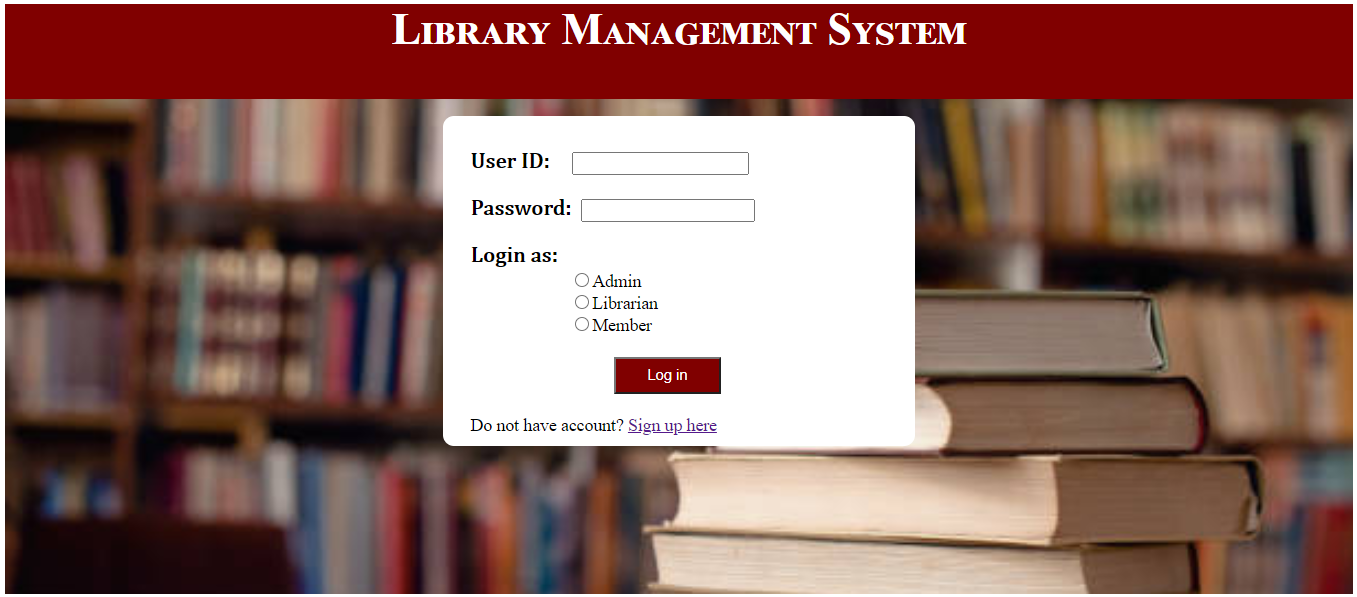 Library Management System
User ID:
Password:
Login as:
Admin
Librarian
Member
Log in
Do not have account? Sign up here